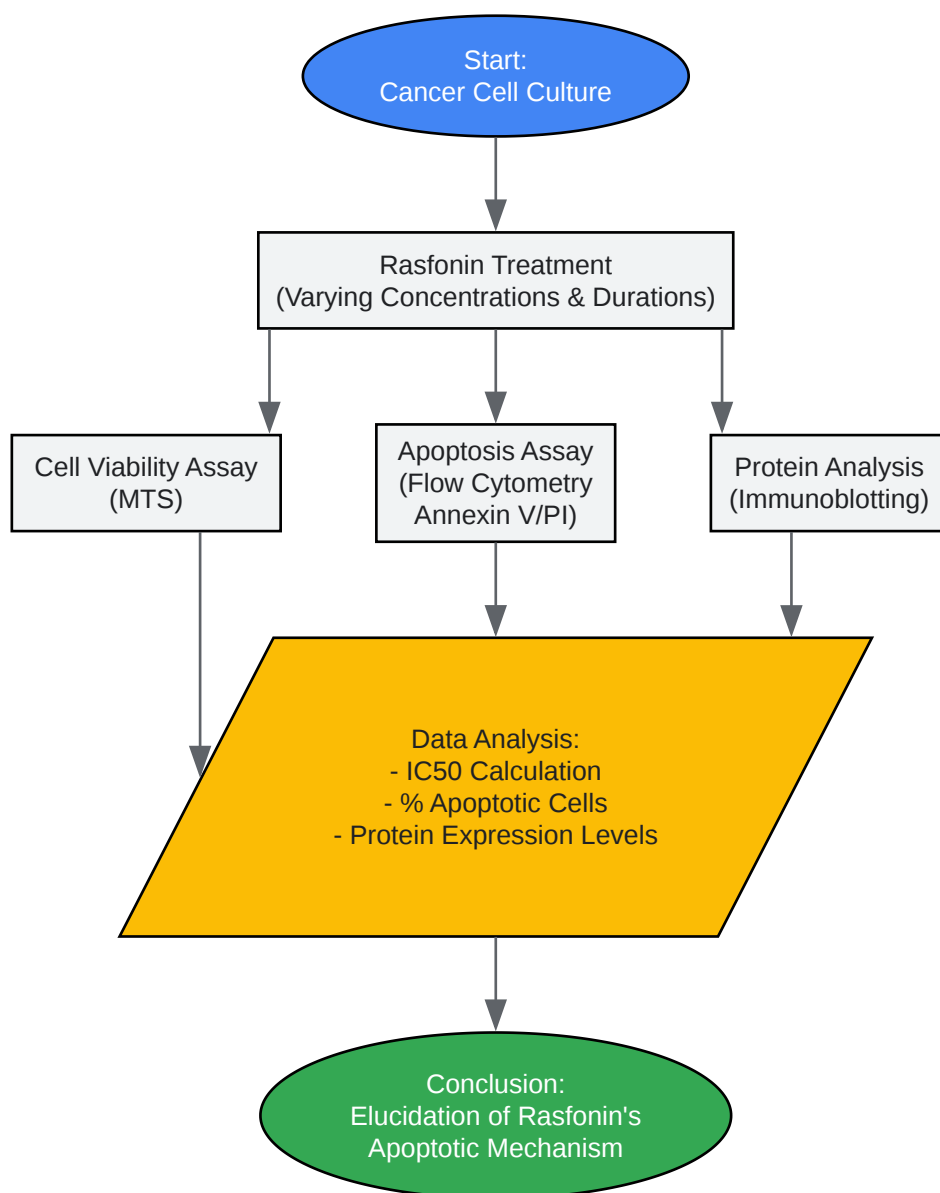 Start:
Cancer Cell Culture
Rasfonin Treatment
(Varying Concentrations & Durations)
Cell Viability Assay
(MTS)
Apoptosis Assay
(Flow Cytometry
Annexin V/PI)
Protein Analysis
(Immunoblotting)
Data Analysis:
- IC50 Calculation
- % Apoptotic Cells
- Protein Expression Levels
Conclusion:
Elucidation of Rasfonin's
Apoptotic Mechanism